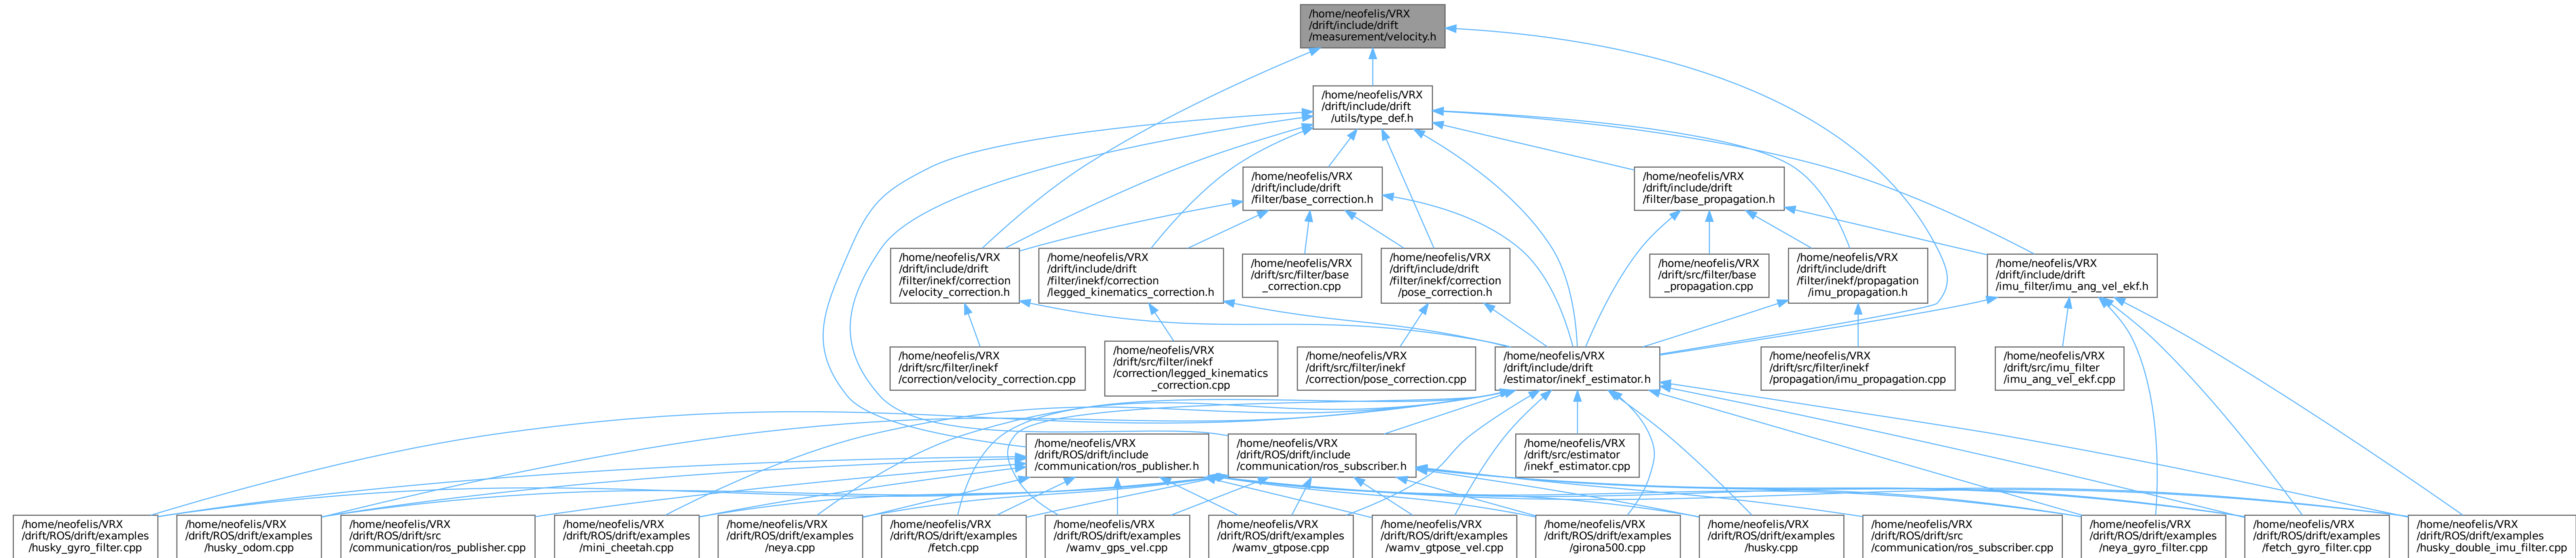 /home/neofelis/VRX
/drift/include/drift
/measurement/velocity.h
/home/neofelis/VRX
/drift/include/drift
/utils/type_def.h
/home/neofelis/VRX
/drift/include/drift
/filter/base_correction.h
/home/neofelis/VRX
/drift/include/drift
/filter/base_propagation.h
/home/neofelis/VRX
/drift/include/drift
/filter/inekf/correction
/velocity_correction.h
/home/neofelis/VRX
/drift/include/drift
/filter/inekf/correction
/legged_kinematics_correction.h
/home/neofelis/VRX
/drift/src/filter/base
_correction.cpp
/home/neofelis/VRX
/drift/include/drift
/filter/inekf/correction
/pose_correction.h
/home/neofelis/VRX
/drift/src/filter/base
_propagation.cpp
/home/neofelis/VRX
/drift/include/drift
/filter/inekf/propagation
/imu_propagation.h
/home/neofelis/VRX
/drift/include/drift
/imu_filter/imu_ang_vel_ekf.h
/home/neofelis/VRX
/drift/src/filter/inekf
/correction/velocity_correction.cpp
/home/neofelis/VRX
/drift/src/filter/inekf
/correction/legged_kinematics
_correction.cpp
/home/neofelis/VRX
/drift/src/filter/inekf
/correction/pose_correction.cpp
/home/neofelis/VRX
/drift/include/drift
/estimator/inekf_estimator.h
/home/neofelis/VRX
/drift/src/filter/inekf
/propagation/imu_propagation.cpp
/home/neofelis/VRX
/drift/src/imu_filter
/imu_ang_vel_ekf.cpp
/home/neofelis/VRX
/drift/ROS/drift/include
/communication/ros_publisher.h
/home/neofelis/VRX
/drift/ROS/drift/include
/communication/ros_subscriber.h
/home/neofelis/VRX
/drift/src/estimator
/inekf_estimator.cpp
/home/neofelis/VRX
/drift/ROS/drift/examples
/husky_gyro_filter.cpp
/home/neofelis/VRX
/drift/ROS/drift/examples
/husky_odom.cpp
/home/neofelis/VRX
/drift/ROS/drift/src
/communication/ros_publisher.cpp
/home/neofelis/VRX
/drift/ROS/drift/examples
/mini_cheetah.cpp
/home/neofelis/VRX
/drift/ROS/drift/examples
/neya.cpp
/home/neofelis/VRX
/drift/ROS/drift/examples
/fetch.cpp
/home/neofelis/VRX
/drift/ROS/drift/examples
/wamv_gps_vel.cpp
/home/neofelis/VRX
/drift/ROS/drift/examples
/wamv_gtpose.cpp
/home/neofelis/VRX
/drift/ROS/drift/examples
/wamv_gtpose_vel.cpp
/home/neofelis/VRX
/drift/ROS/drift/examples
/girona500.cpp
/home/neofelis/VRX
/drift/ROS/drift/examples
/husky.cpp
/home/neofelis/VRX
/drift/ROS/drift/src
/communication/ros_subscriber.cpp
/home/neofelis/VRX
/drift/ROS/drift/examples
/neya_gyro_filter.cpp
/home/neofelis/VRX
/drift/ROS/drift/examples
/fetch_gyro_filter.cpp
/home/neofelis/VRX
/drift/ROS/drift/examples
/husky_double_imu_filter.cpp